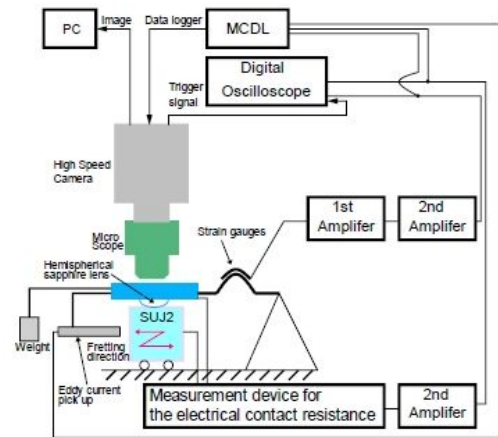 PC
Image
Data logger
MCDL
Digital
Oscilloscope
Trigger
signal
High Speed
Camera
Micro
Scope
Strain gauges
1st
Amplifer
2nd
Amplifer
Hemispherical
sapphire lens
SUJ2
Weight
Fretting
direction
Eddy current
pick up
Measurement device for
the electrical contact resistance
2nd
Amplifer